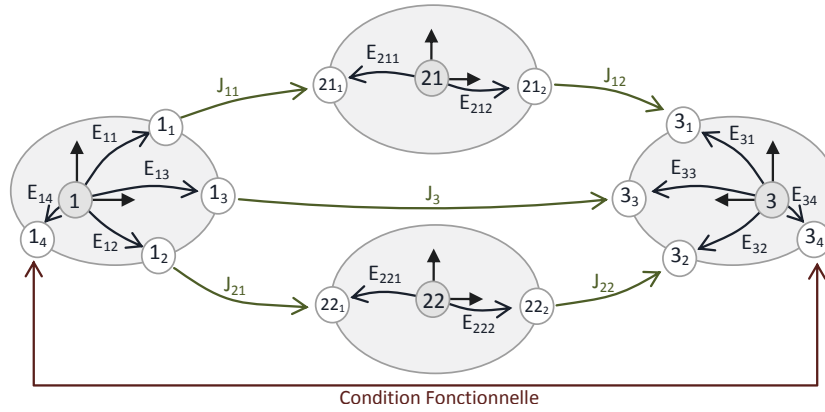 E₂₁₁
21₁
21
E₂₁₂
21₂
J₁₁
J₁₂
1₁
E₁₁
E₁₃
E₁₄
1
1₃
1₄
E₁₂
1₂
J₃
3₁
E₃₁
E₃₃
3₃
3
E₃₄
E₃₂
3₂
3₄
J₂₁
J₂₂
E₂₂₁
22₁
22
E₂₂₂
22₂
Condition Fonctionnelle